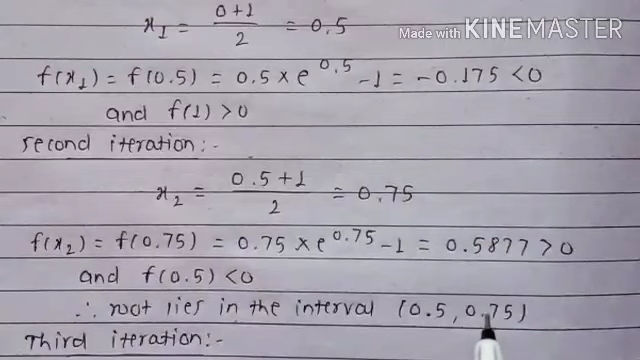 x₁ = (0+1)/2 = 0.5
Made with KINEMASTER
f(x₁) = f(0.5) = 0.5 × e^0.5 - 1 = -0.175 < 0
and f(1) > 0
second iteration:-
x₂ = (0.5+1)/2 = 0.75
f(x₂) = f(0.75) = 0.75 × e^0.75 - 1 = 0.5877 > 0
and f(0.5) < 0
∴ root lies in the interval (0.5, 0.75)
Third iteration:-